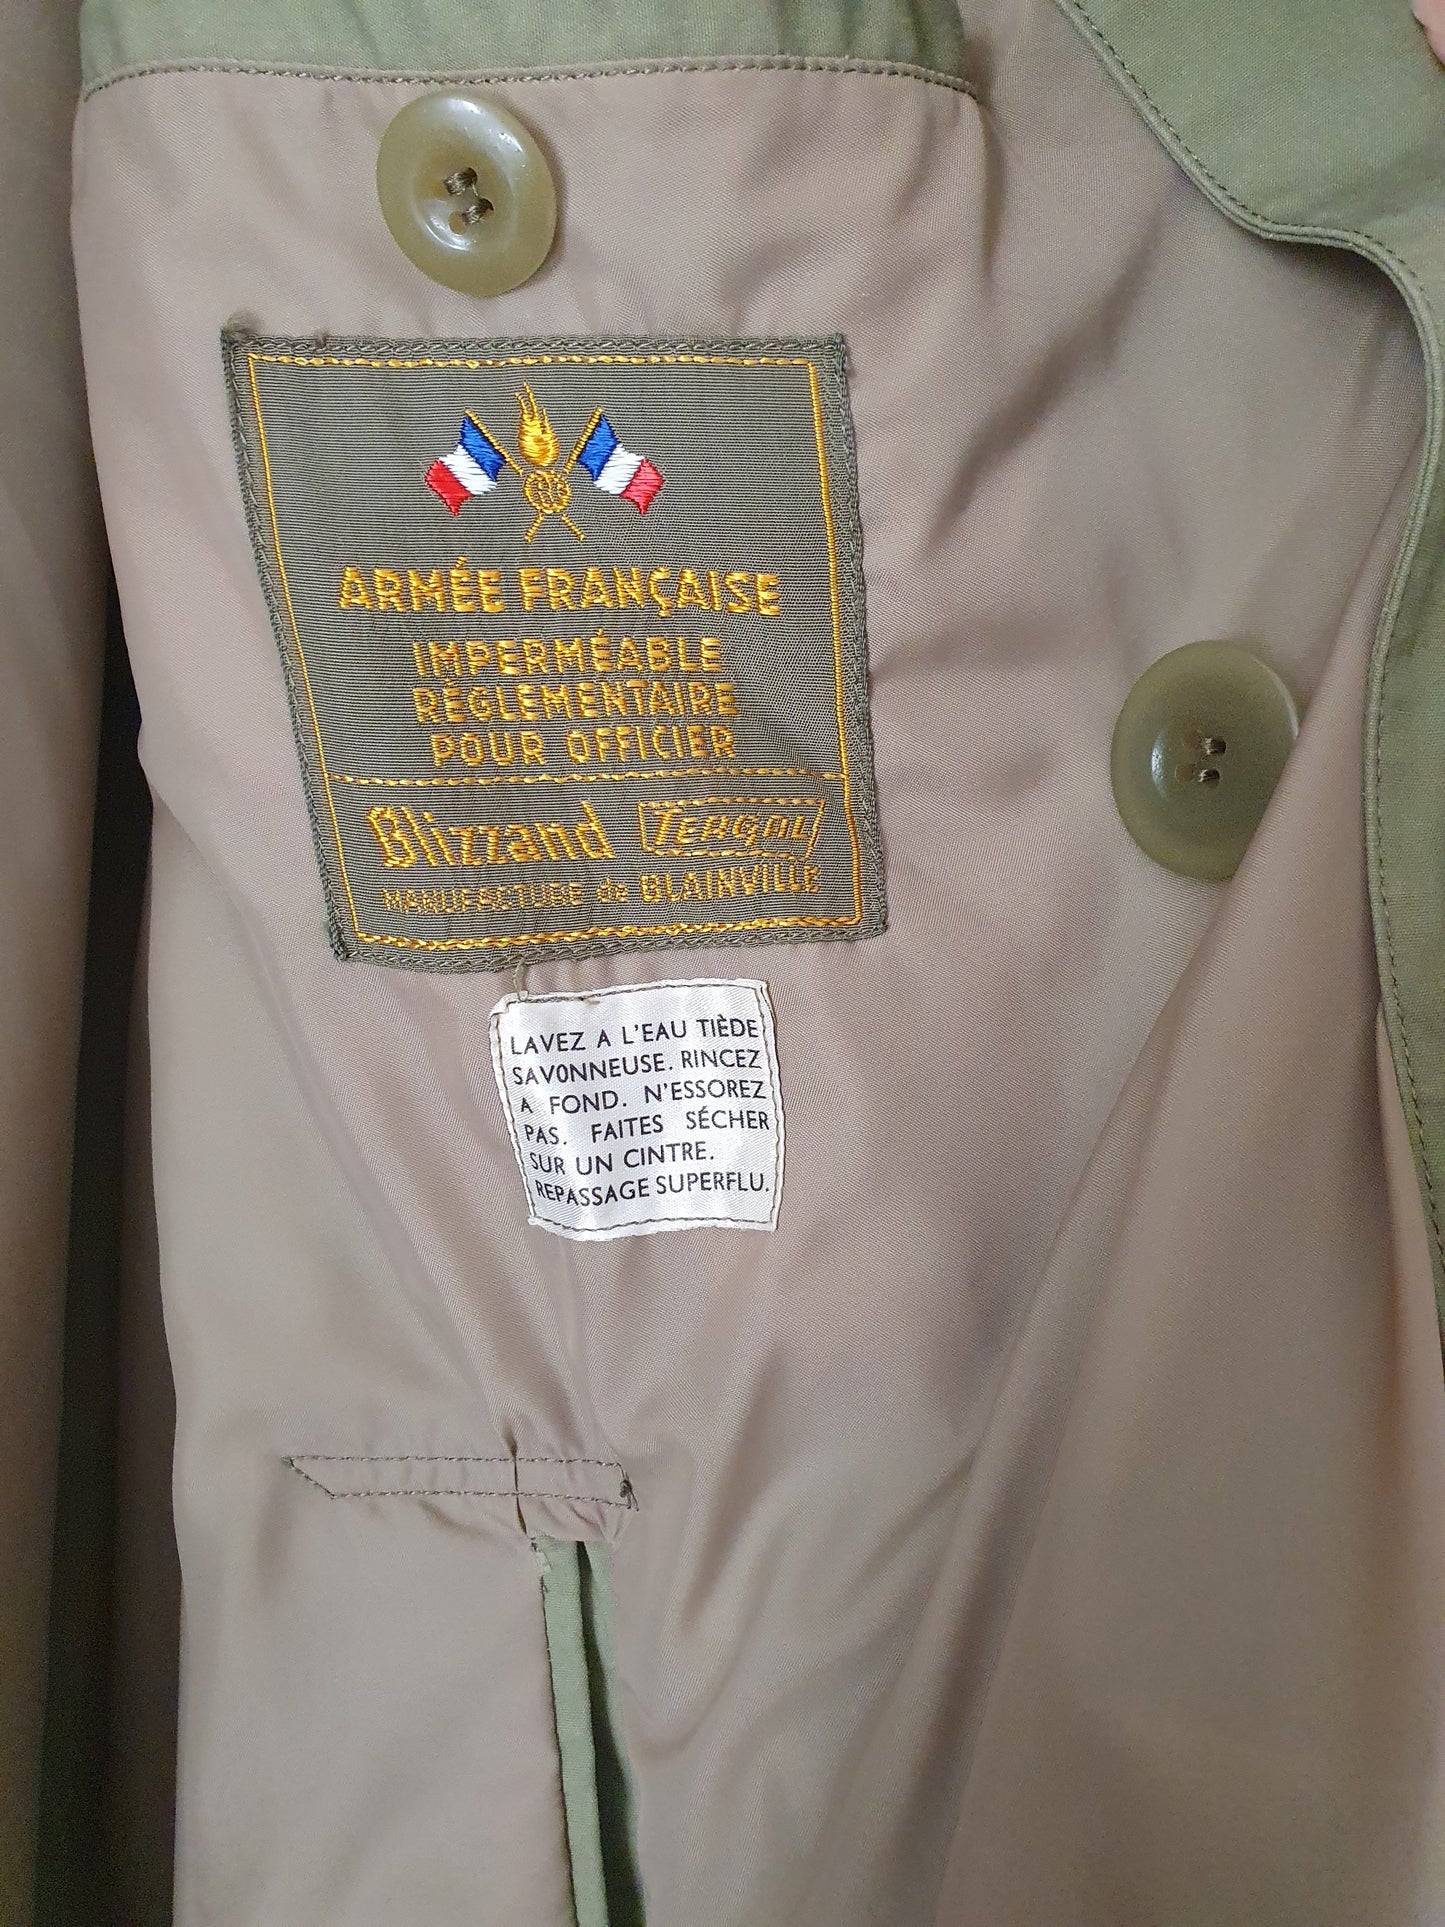 ARMÉE FRANÇAISE
IMPERMÉABLE
RÉGLEMENTAIRE
POUR OFFICIER
Blizzand TERGAL
MANUFACTURE de BLAINVILLE
LAVEZ A L'EAU TIÈDE
SAVONNEUSE. RINCEZ
A FOND. N'ESSOREZ
PAS. FAITES SÉCHER
SUR UN CINTRE.
REPASSAGE SUPERFLU.